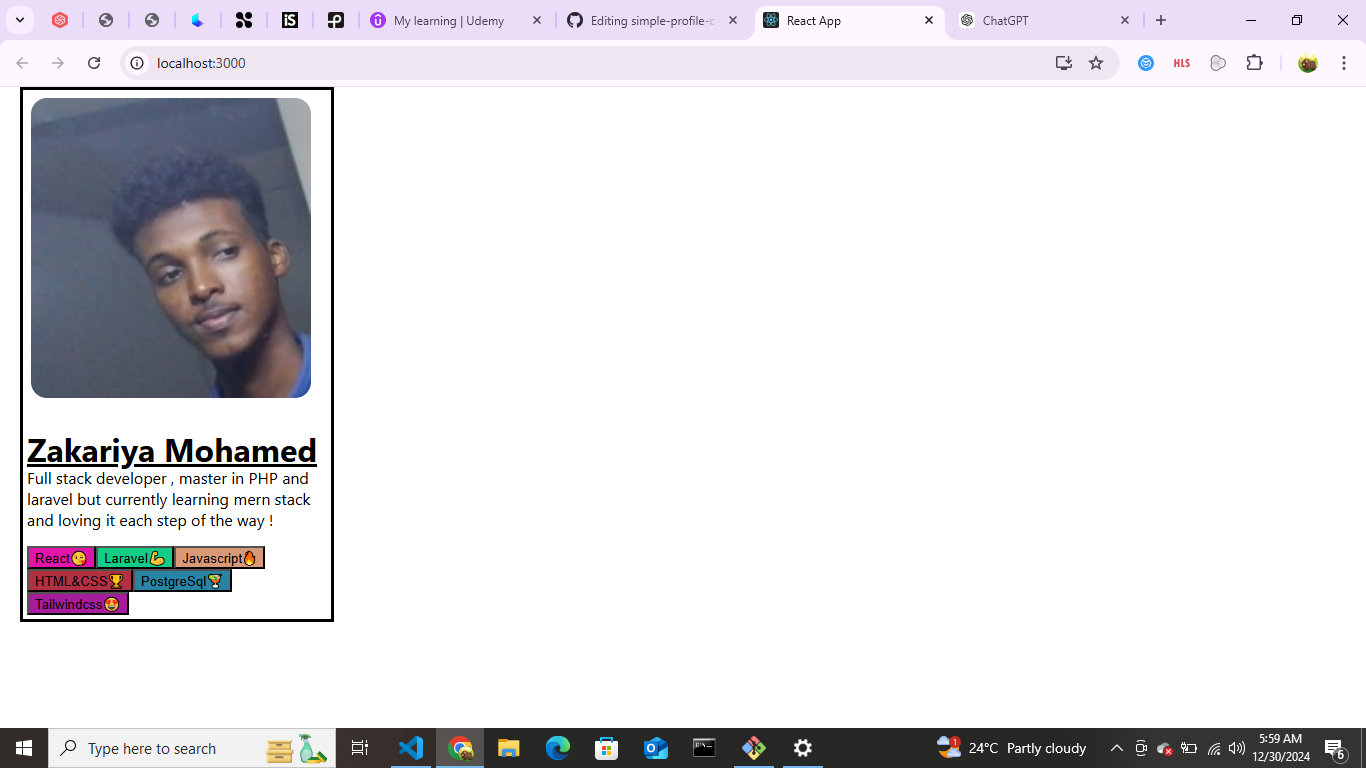 My learning | Udemy
Editing simple-profile-c
React App
ChatGPT
localhost:3000
HLS
Zakariya Mohamed
Full stack developer , master in PHP and
laravel but currently learning mern stack
and loving it each step of the way !
React😘 Laravel💪 Javascript🔥
HTML&CSS🏆 PostgreSql🍹
Tailwindcss😍
Type here to search
1
24°C Partly cloudy
5:59 AM
12/30/2024
6